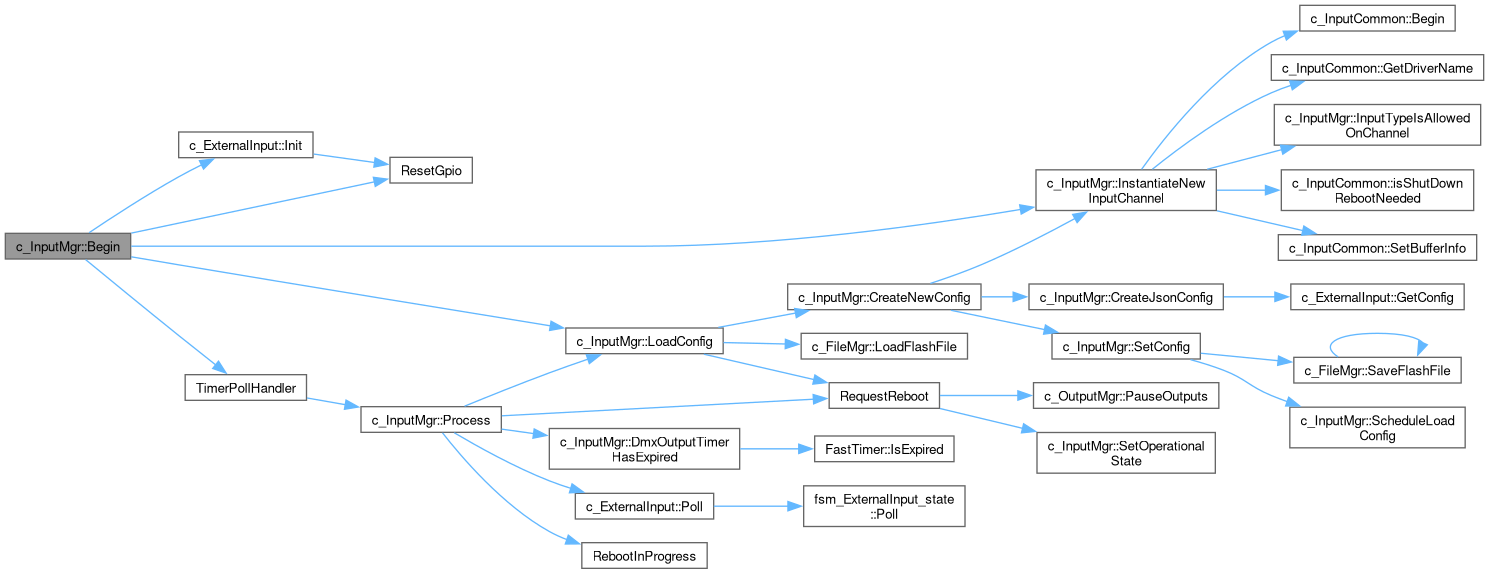 c_InputMgr::Begin
c_ExternalInput::Init
ResetGpio
TimerPollHandler
c_InputMgr::Process
c_InputMgr::LoadConfig
c_InputMgr::DmxOutputTimer
HasExpired
c_ExternalInput::Poll
RebootInProgress
c_InputMgr::CreateNewConfig
c_FileMgr::LoadFlashFile
RequestReboot
FastTimer::IsExpired
fsm_ExternalInput_state
::Poll
c_InputMgr::InstantiateNew
InputChannel
c_InputMgr::CreateJsonConfig
c_InputMgr::SetConfig
c_OutputMgr::PauseOutputs
c_InputMgr::SetOperational
State
c_InputCommon::Begin
c_InputCommon::GetDriverName
c_InputMgr::InputTypeIsAllowed
OnChannel
c_InputCommon::isShutDown
RebootNeeded
c_InputCommon::SetBufferInfo
c_ExternalInput::GetConfig
c_FileMgr::SaveFlashFile
c_InputMgr::ScheduleLoad
Config